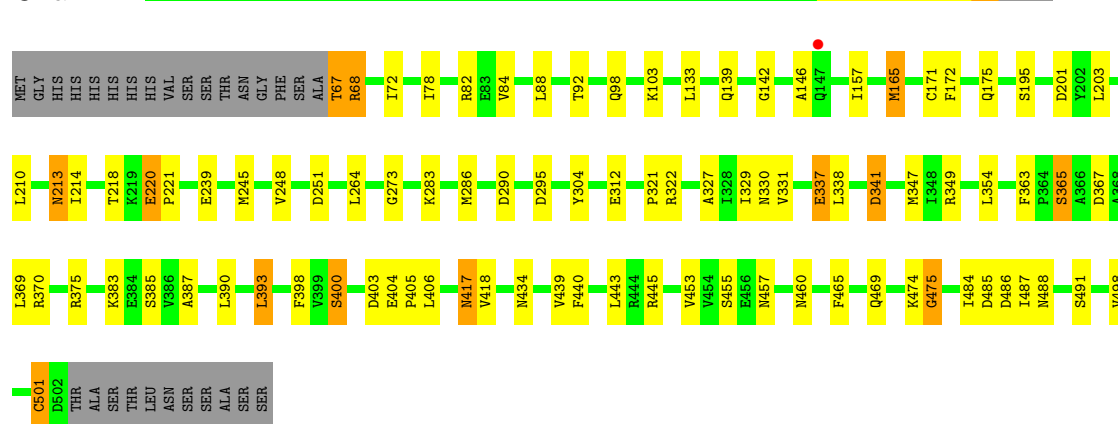 MET GLY HIS HIS HIS HIS HIS HIS VAL SER SER THR ASN GLY PHE SER ALA T67 R68 I72 I78 R82 E83 V84 L88 T92 Q98 K103 L133 Q139 G142 A146 Q147 I157 M165 C171 F172 Q175 S195 D201 Y202 L203
L210 N213 I214 T218 K219 E220 P221 E239 M245 V248 D251 L264 G273 K283 M286 D290 D295 Y304 E312 P321 R322 A327 I328 I329 N330 V331 E337 L338 D341 M347 I348 R349 L354 F363 P364 S365 A366 D367 A368
L369 R370 R375 K383 E384 S385 V386 A387 L390 L393 F398 V399 S400 D403 E404 P405 L406 N417 V418 N434 V439 F440 L443 R444 R445 V453 V454 S455 E456 N457 N460 F465 Q469 K474 G475 I484 D485 D486 I487 N488 S491 V498
C501 D502 THR ALA SER THR LEU ASN SER SER ALA SER SER